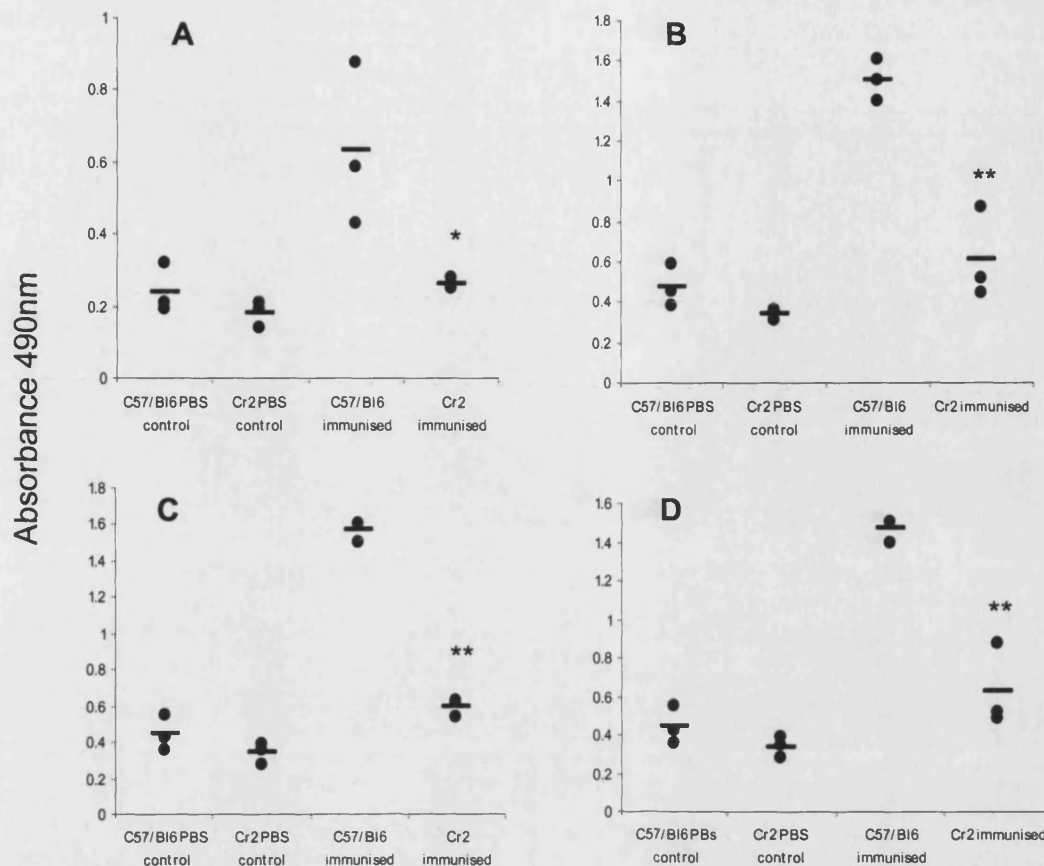 Absorbance 490nm
A
1
0.8
0.6
0.4
0.2
0
*
C57/Bl6 PBS control
Cr2 PBS control
C57/Bl6 immunised
Cr2 immunised
B
1.8
1.6
1.4
1.2
1
0.8
0.6
0.4
0.2
0
**
C57/Bl6 PBS control
Cr2 PBS control
C57/Bl6 immunised
Cr2 immunised
C
1.8
1.6
1.4
1.2
1
0.8
0.6
0.4
0.2
0
**
C57/Bl6 PBS control
Cr2 PBS control
C57/Bl6 immunised
Cr2 immunised
D
1.6
1.4
1.2
1
0.8
0.6
0.4
0.2
0
**
C57/Bl6 PBs control
Cr2 PBS control
C57/Bl6 immunised
Cr2 immunised